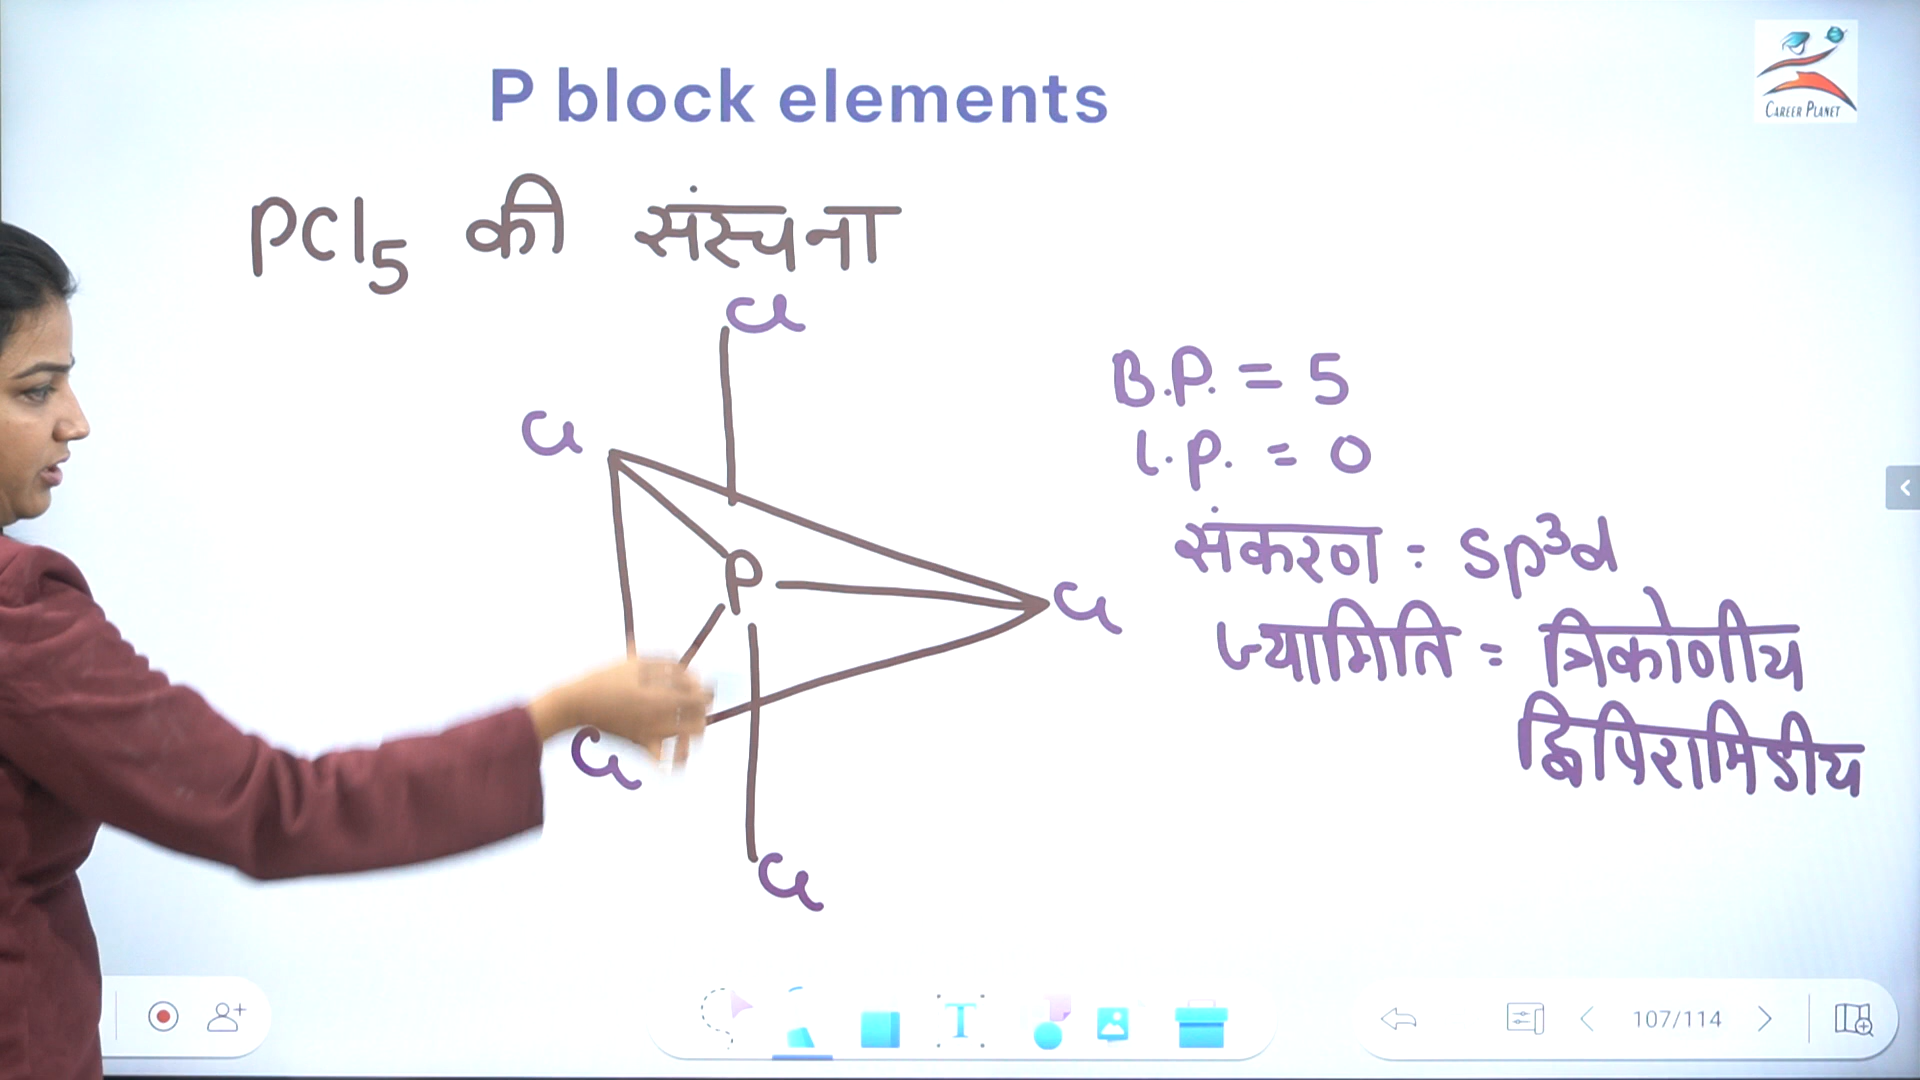 P block elements
CAREER PLANET
PCl5 की संरचना
Cl
Cl
P
Cl
Cl
Cl
B.P. = 5
l.p. = 0
संकरण = sp³d
ज्यामिति = त्रिकोणीय
द्विपिरामिडीय
107/114
T